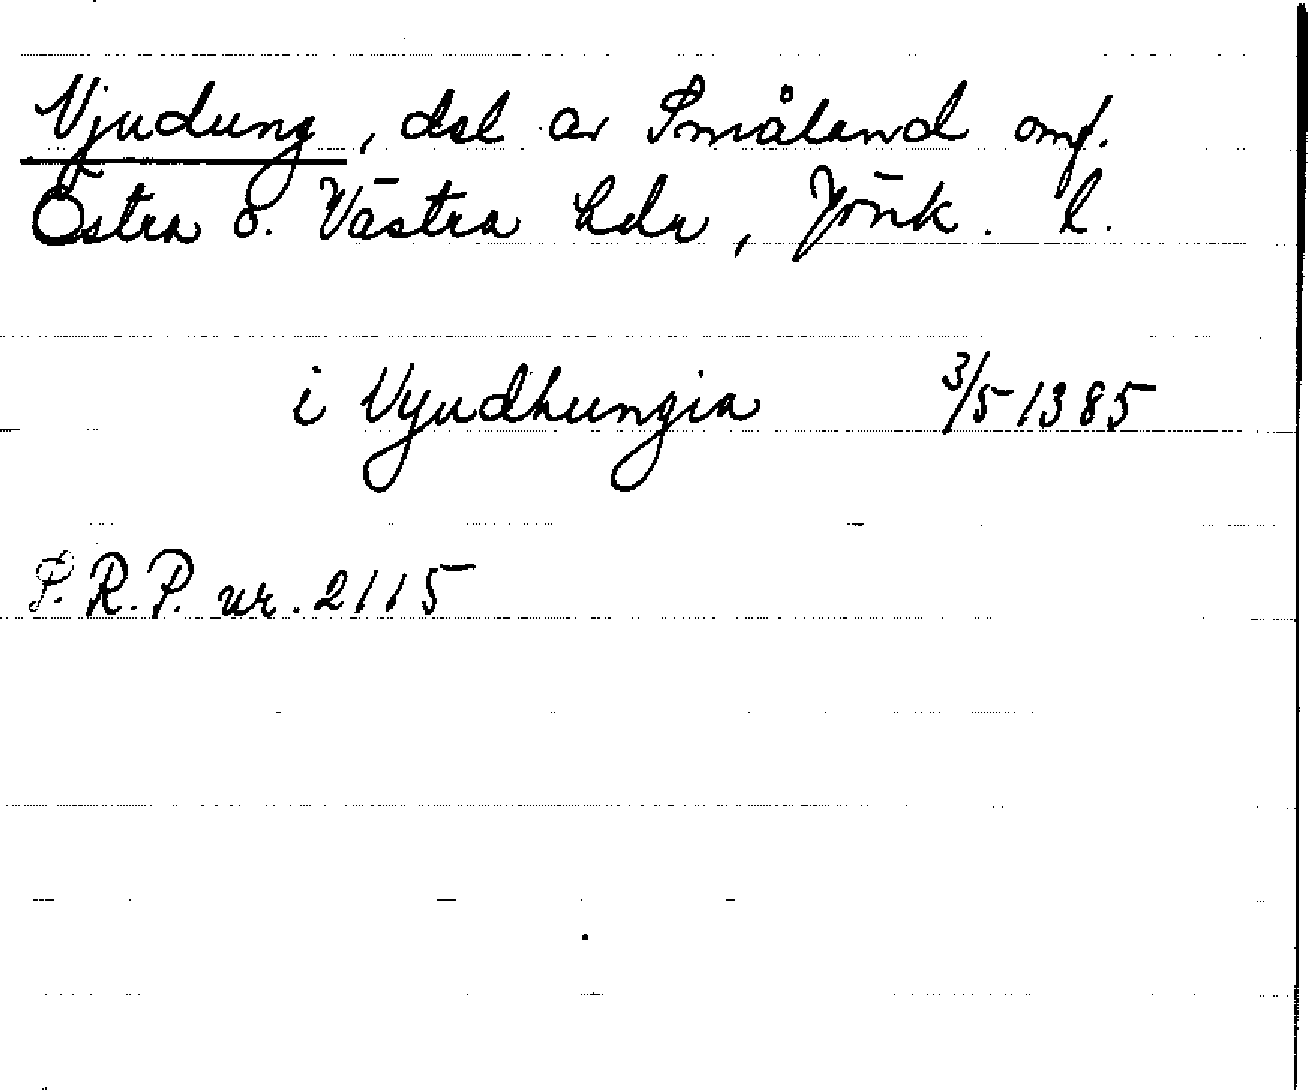 Vjudung, del av Småland omf.
Östra o. Västra hdr, Jönk. l.
i Vyudhungia 3/5 1385
S.R.P. nr. 2115